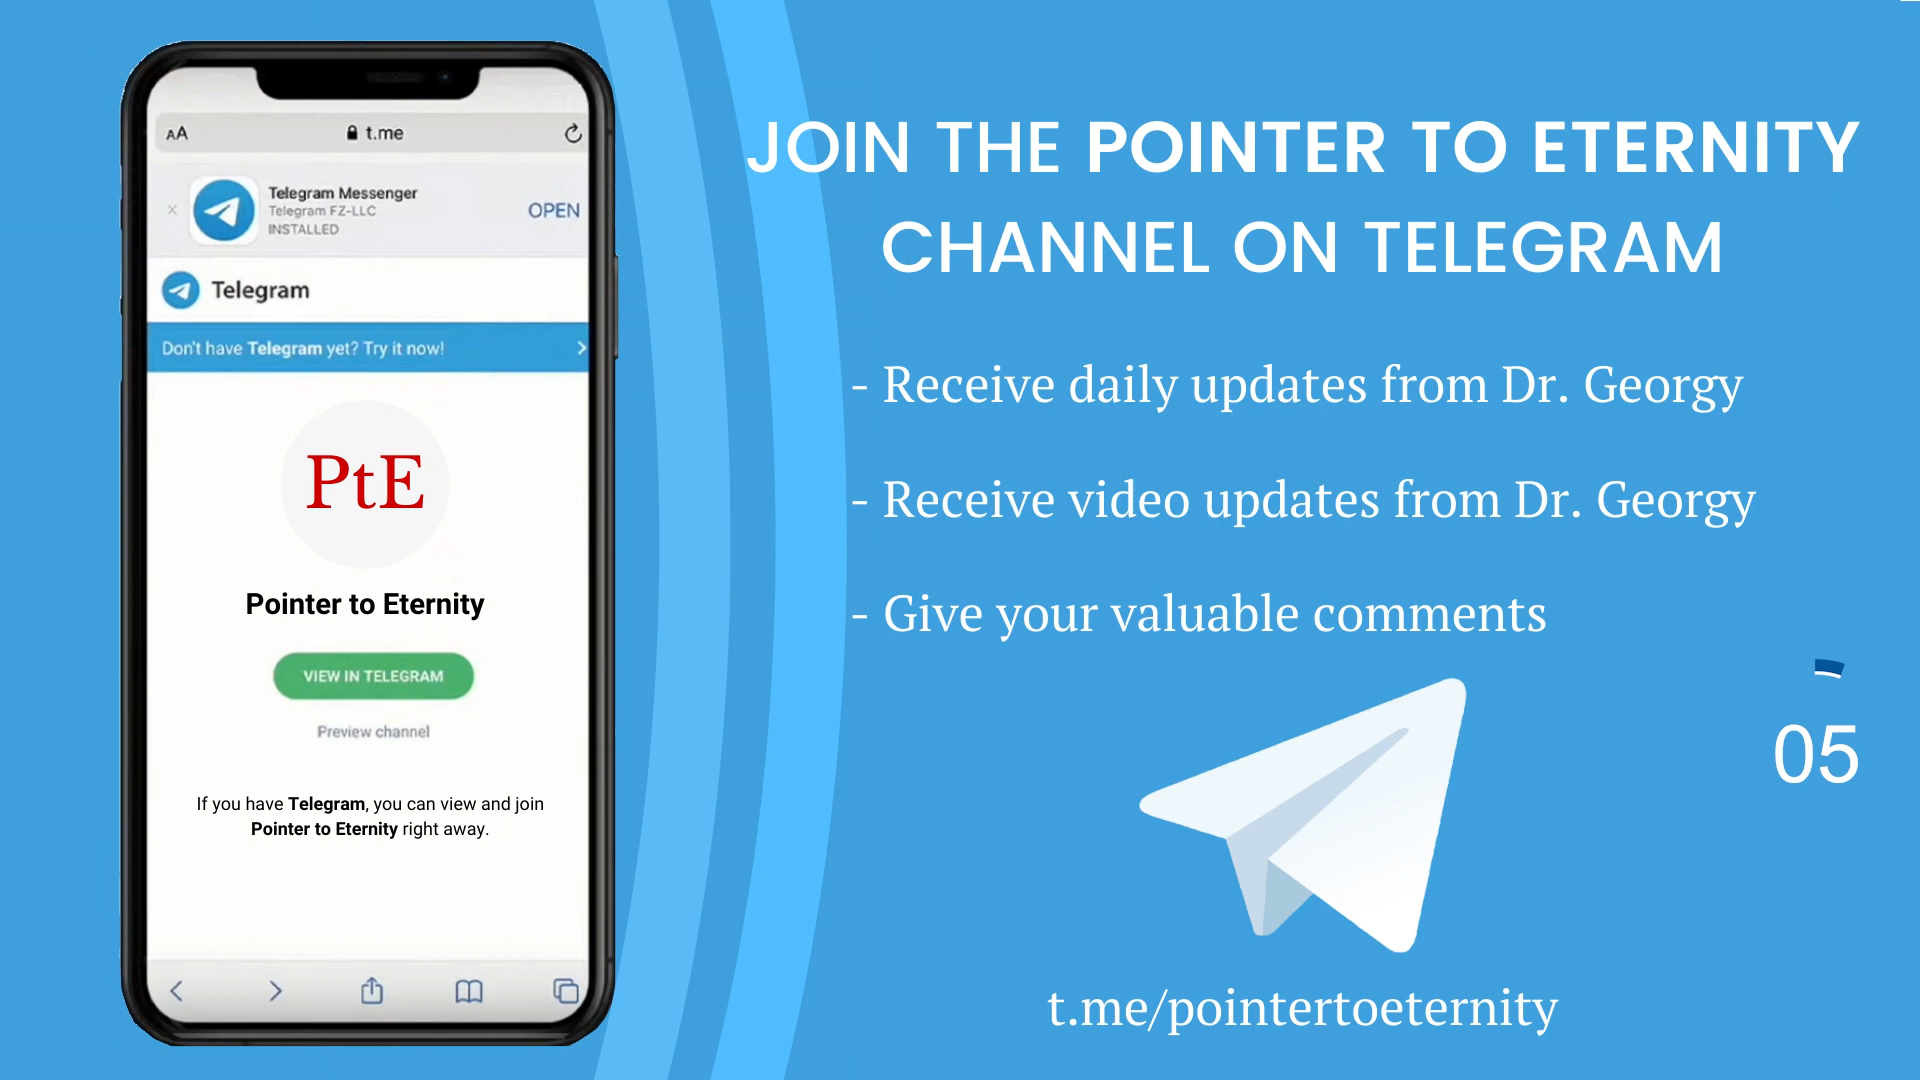 AA
t.me
Telegram Messenger
Telegram FZ-LLC
INSTALLED
OPEN
Telegram
Don't have Telegram yet? Try it now!
PtE
Pointer to Eternity
VIEW IN TELEGRAM
Preview channel
If you have Telegram, you can view and join
Pointer to Eternity right away.
JOIN THE POINTER TO ETERNITY
CHANNEL ON TELEGRAM
- Receive daily updates from Dr. Georgy
- Receive video updates from Dr. Georgy
- Give your valuable comments
05
t.me/pointertoeternity